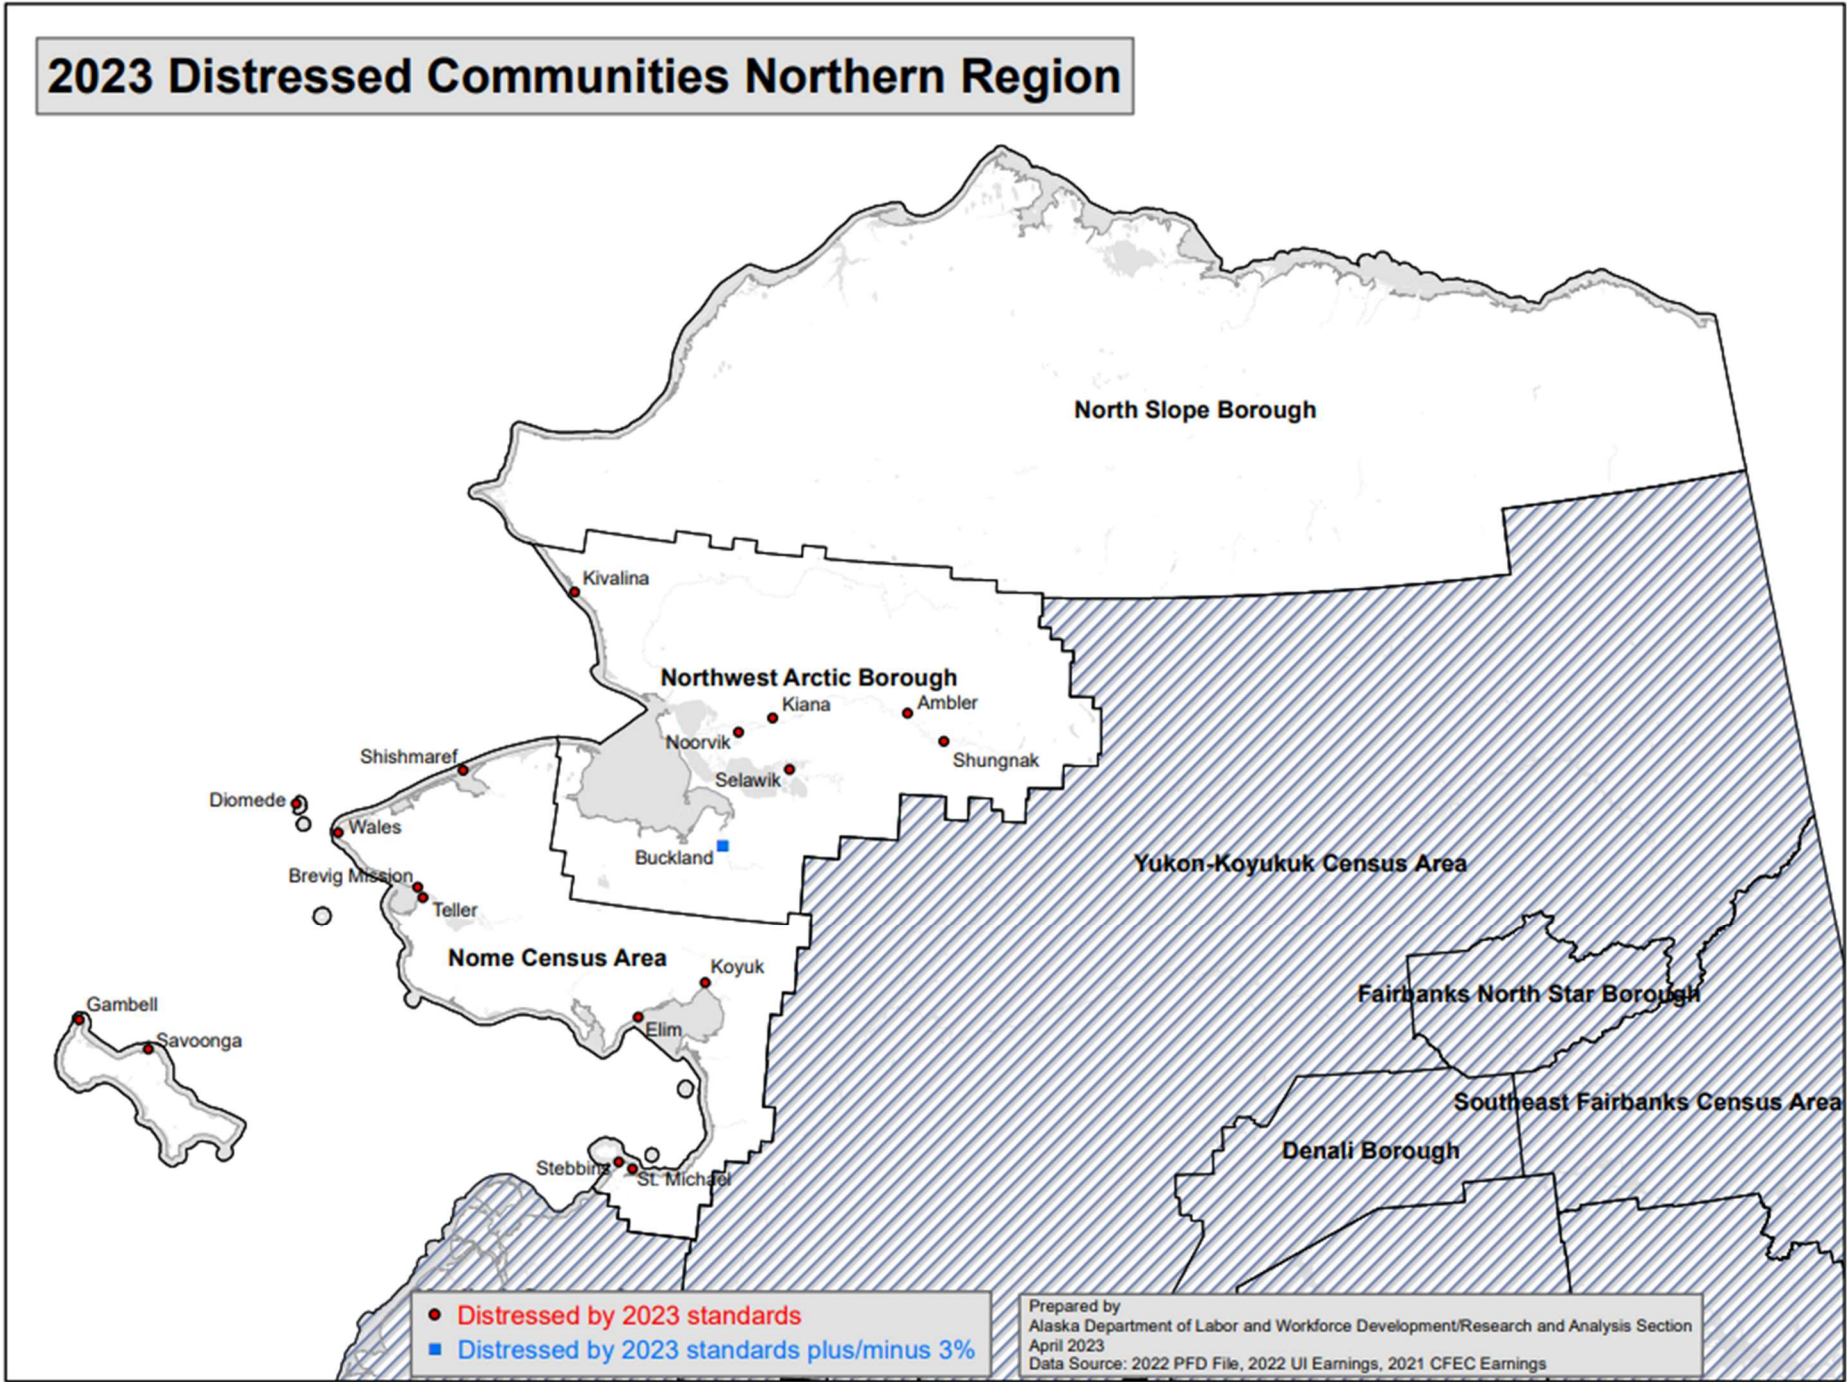 2023 Distressed Communities Northern Region
North Slope Borough
Kivalina
Northwest Arctic Borough
Kiana
Ambler
Noorvik
Shungnak
Selawik
Shishmaref
Diomede
Wales
Buckland
Yukon-Koyukuk Census Area
Brevig Mission
Teller
Nome Census Area
Koyuk
Fairbanks North Star Borough
Gambell
Elim
Savoonga
Southeast Fairbanks Census Area
Denali Borough
Stebbins
St. Michael
Distressed by 2023 standards
Distressed by 2023 standards plus/minus 3%
Prepared by
Alaska Department of Labor and Workforce Development/Research and Analysis Section
April 2023
Data Source: 2022 PFD File, 2022 UI Earnings, 2021 CFEC Earnings